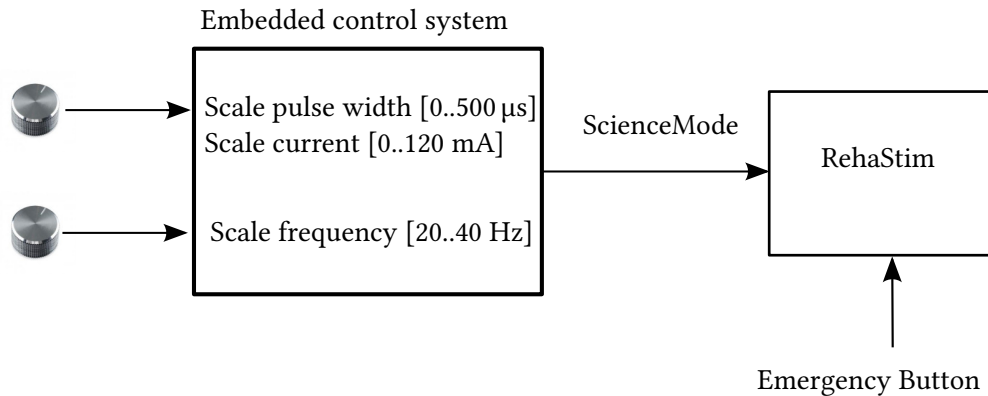 Embedded control system
Scale pulse width [0..500 µs]
Scale current [0..120 mA]
Scale frequency [20..40 Hz]
ScienceMode
RehaStim
Emergency Button